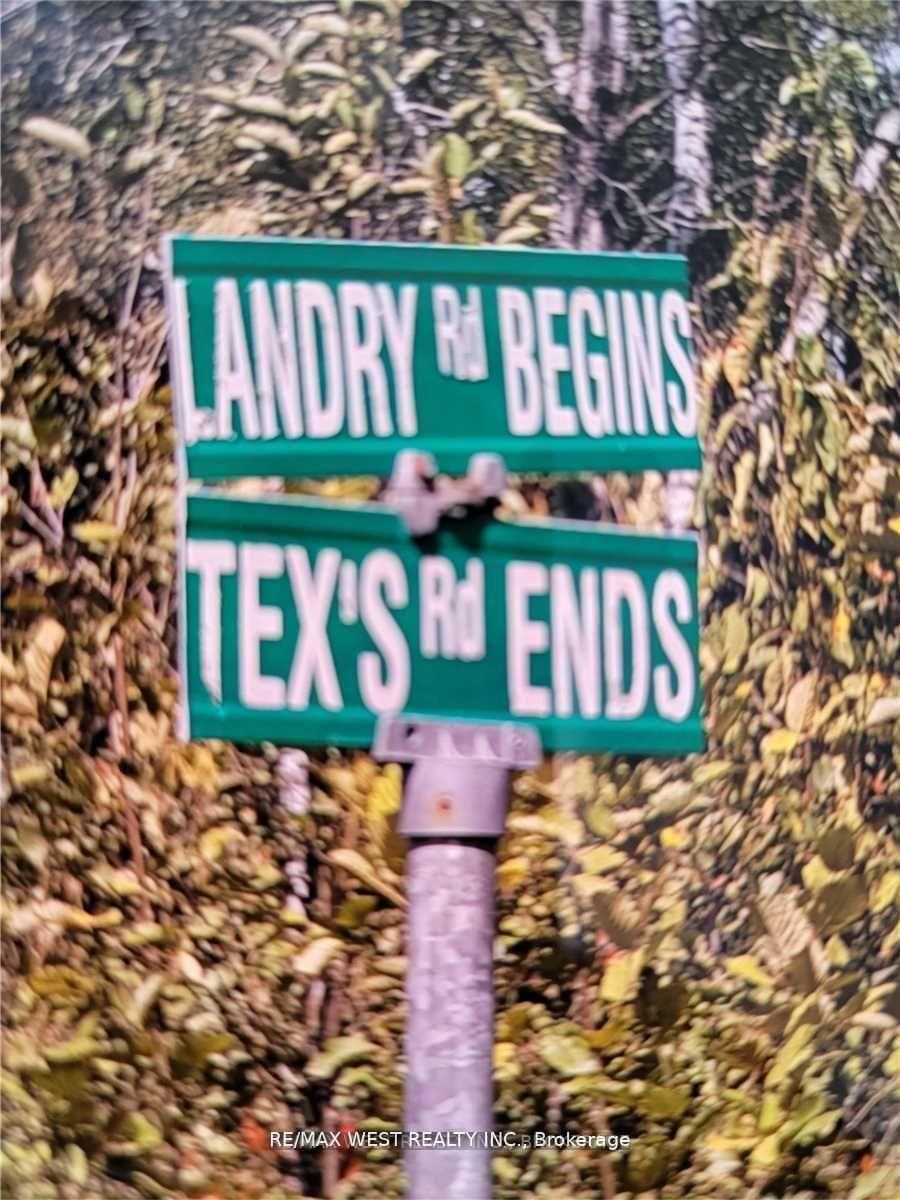 LANDRY Rd BEGINS
TEX'S Rd ENDS
RE/MAX WEST REALTY INC., Brokerage